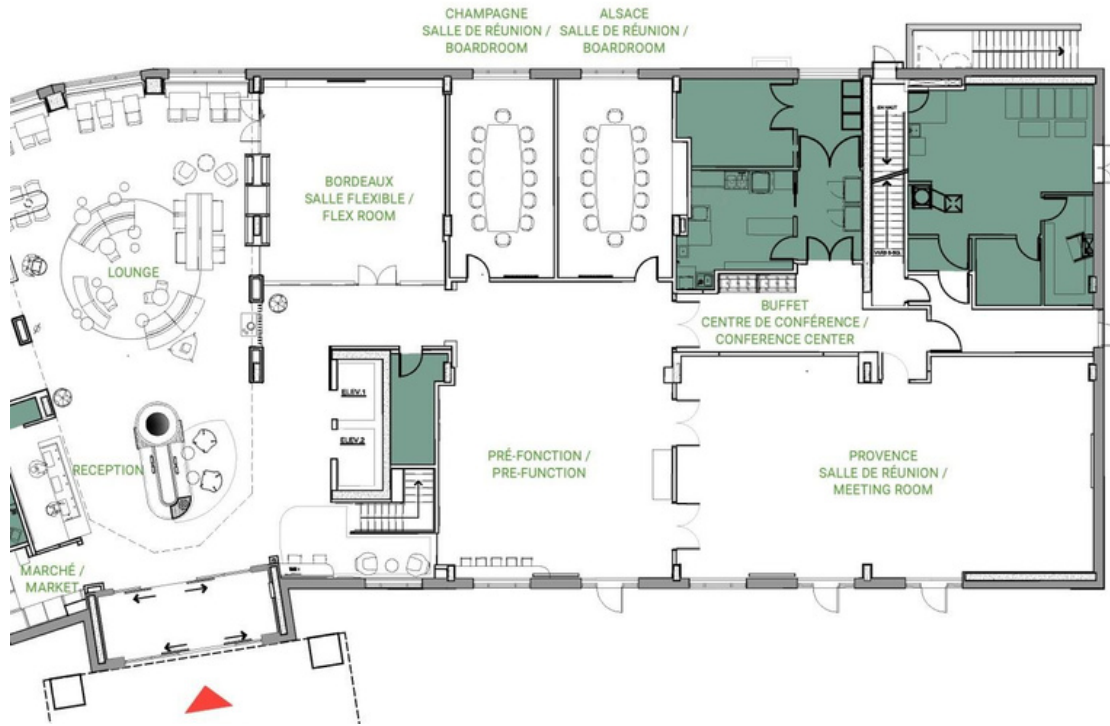 CHAMPAGNE
SALLE DE RÉUNION /
BOARDROOM
ALSACE
SALLE DE RÉUNION /
BOARDROOM
EN HAUT
BORDEAUX
SALLE FLEXIBLE /
FLEX ROOM
LOUNGE
BUFFET
CENTRE DE CONFÉRENCE /
CONFERENCE CENTER
ELEV.1
ELEV.2
RECEPTION
PRÉ-FONCTION /
PRE-FUNCTION
PROVENCE
SALLE DE RÉUNION /
MEETING ROOM
MARCHÉ /
MARKET